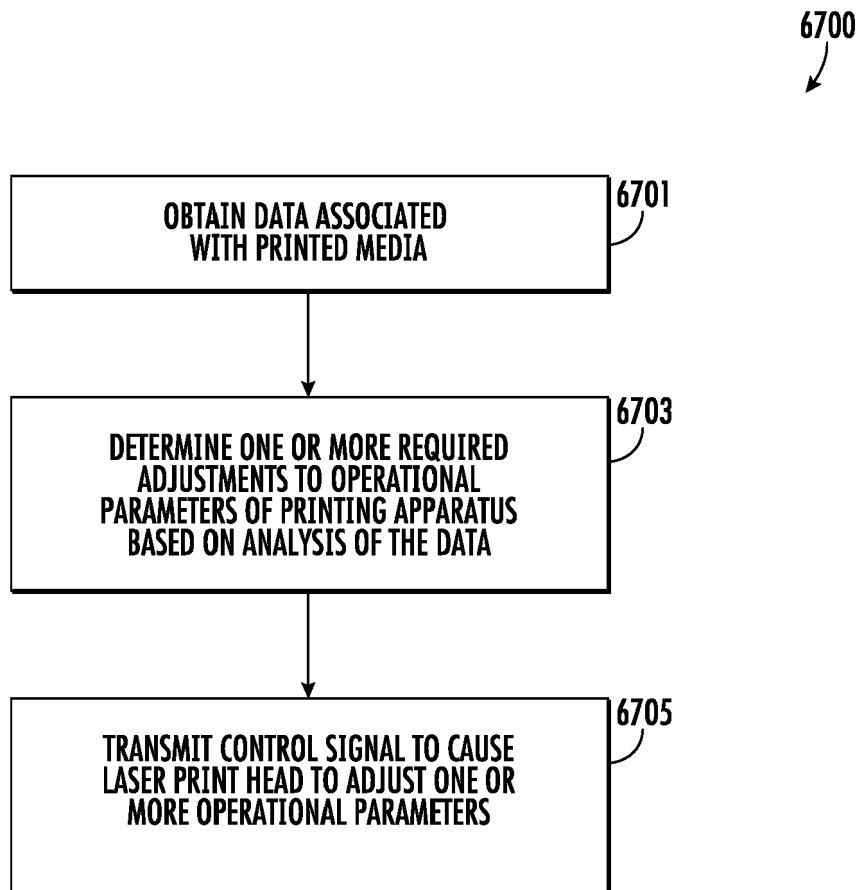 6700
6701
OBTAIN DATA ASSOCIATED
WITH PRINTED MEDIA
6703
DETERMINE ONE OR MORE REQUIRED
ADJUSTMENTS TO OPERATIONAL
PARAMETERS OF PRINTING APPARATUS
BASED ON ANALYSIS OF THE DATA
6705
TRANSMIT CONTROL SIGNAL TO CAUSE
LASER PRINT HEAD TO ADJUST ONE OR
MORE OPERATIONAL PARAMETERS